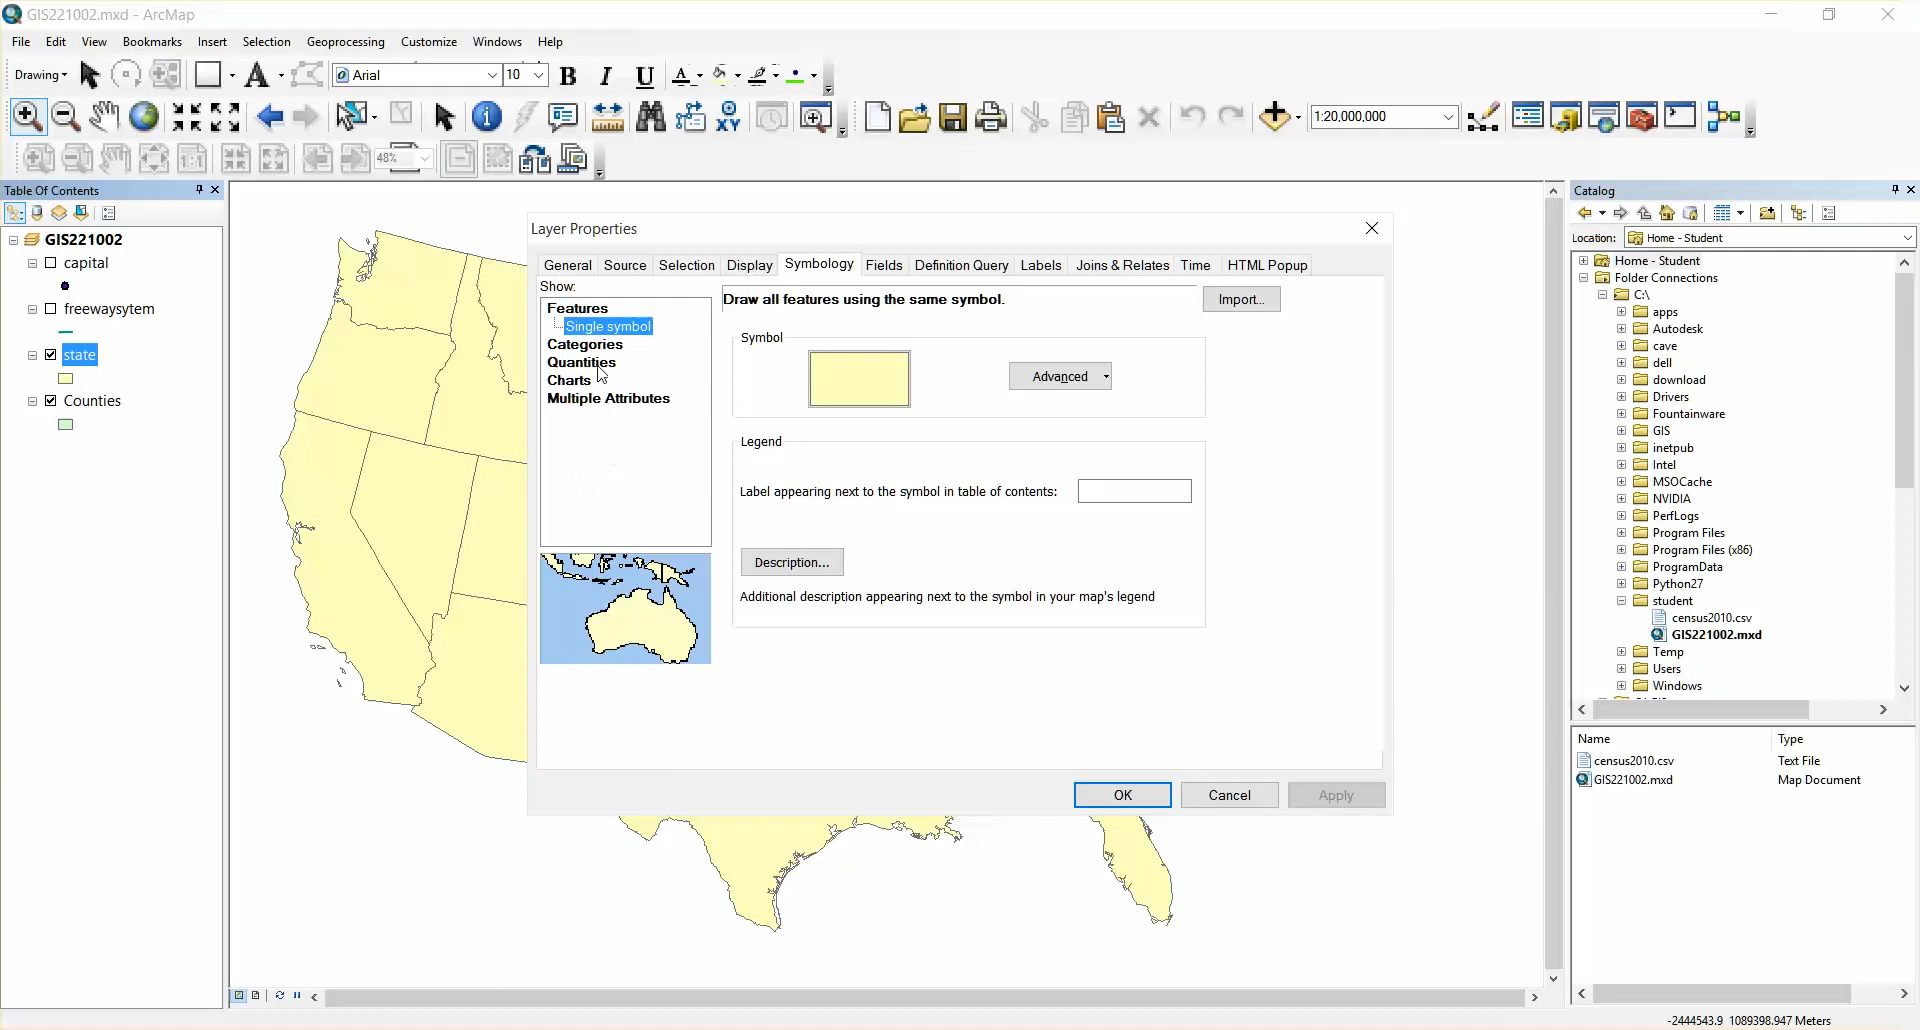 GIS221002.mxd - ArcMap
File Edit View Bookmarks Insert Selection Geoprocessing Customize Windows Help
Drawing Arial 10 B I U
1:20,000,000
1:1 48%
Table Of Contents
GIS221002
capital
freewaysytem
state
Counties
Layer Properties
General Source Selection Display Symbology Fields Definition Query Labels Joins & Relates Time HTML Popup
Show:
Features
Single symbol
Categories
Quantities
Charts
Multiple Attributes
Draw all features using the same symbol.
Import...
Symbol
Advanced
Legend
Label appearing next to the symbol in table of contents:
Description...
Additional description appearing next to the symbol in your map's legend
OK Cancel Apply
Catalog
Location: Home - Student
Home - Student
Folder Connections
C:\
apps
Autodesk
cave
dell
download
Drivers
Fountainware
GIS
inetpub
Intel
MSOCache
NVIDIA
PerfLogs
Program Files
Program Files (x86)
ProgramData
Python27
student
census2010.csv
GIS221002.mxd
Temp
Users
Windows
Name Type
census2010.csv Text File
GIS221002.mxd Map Document
-2444543.9 1089398.947 Meters